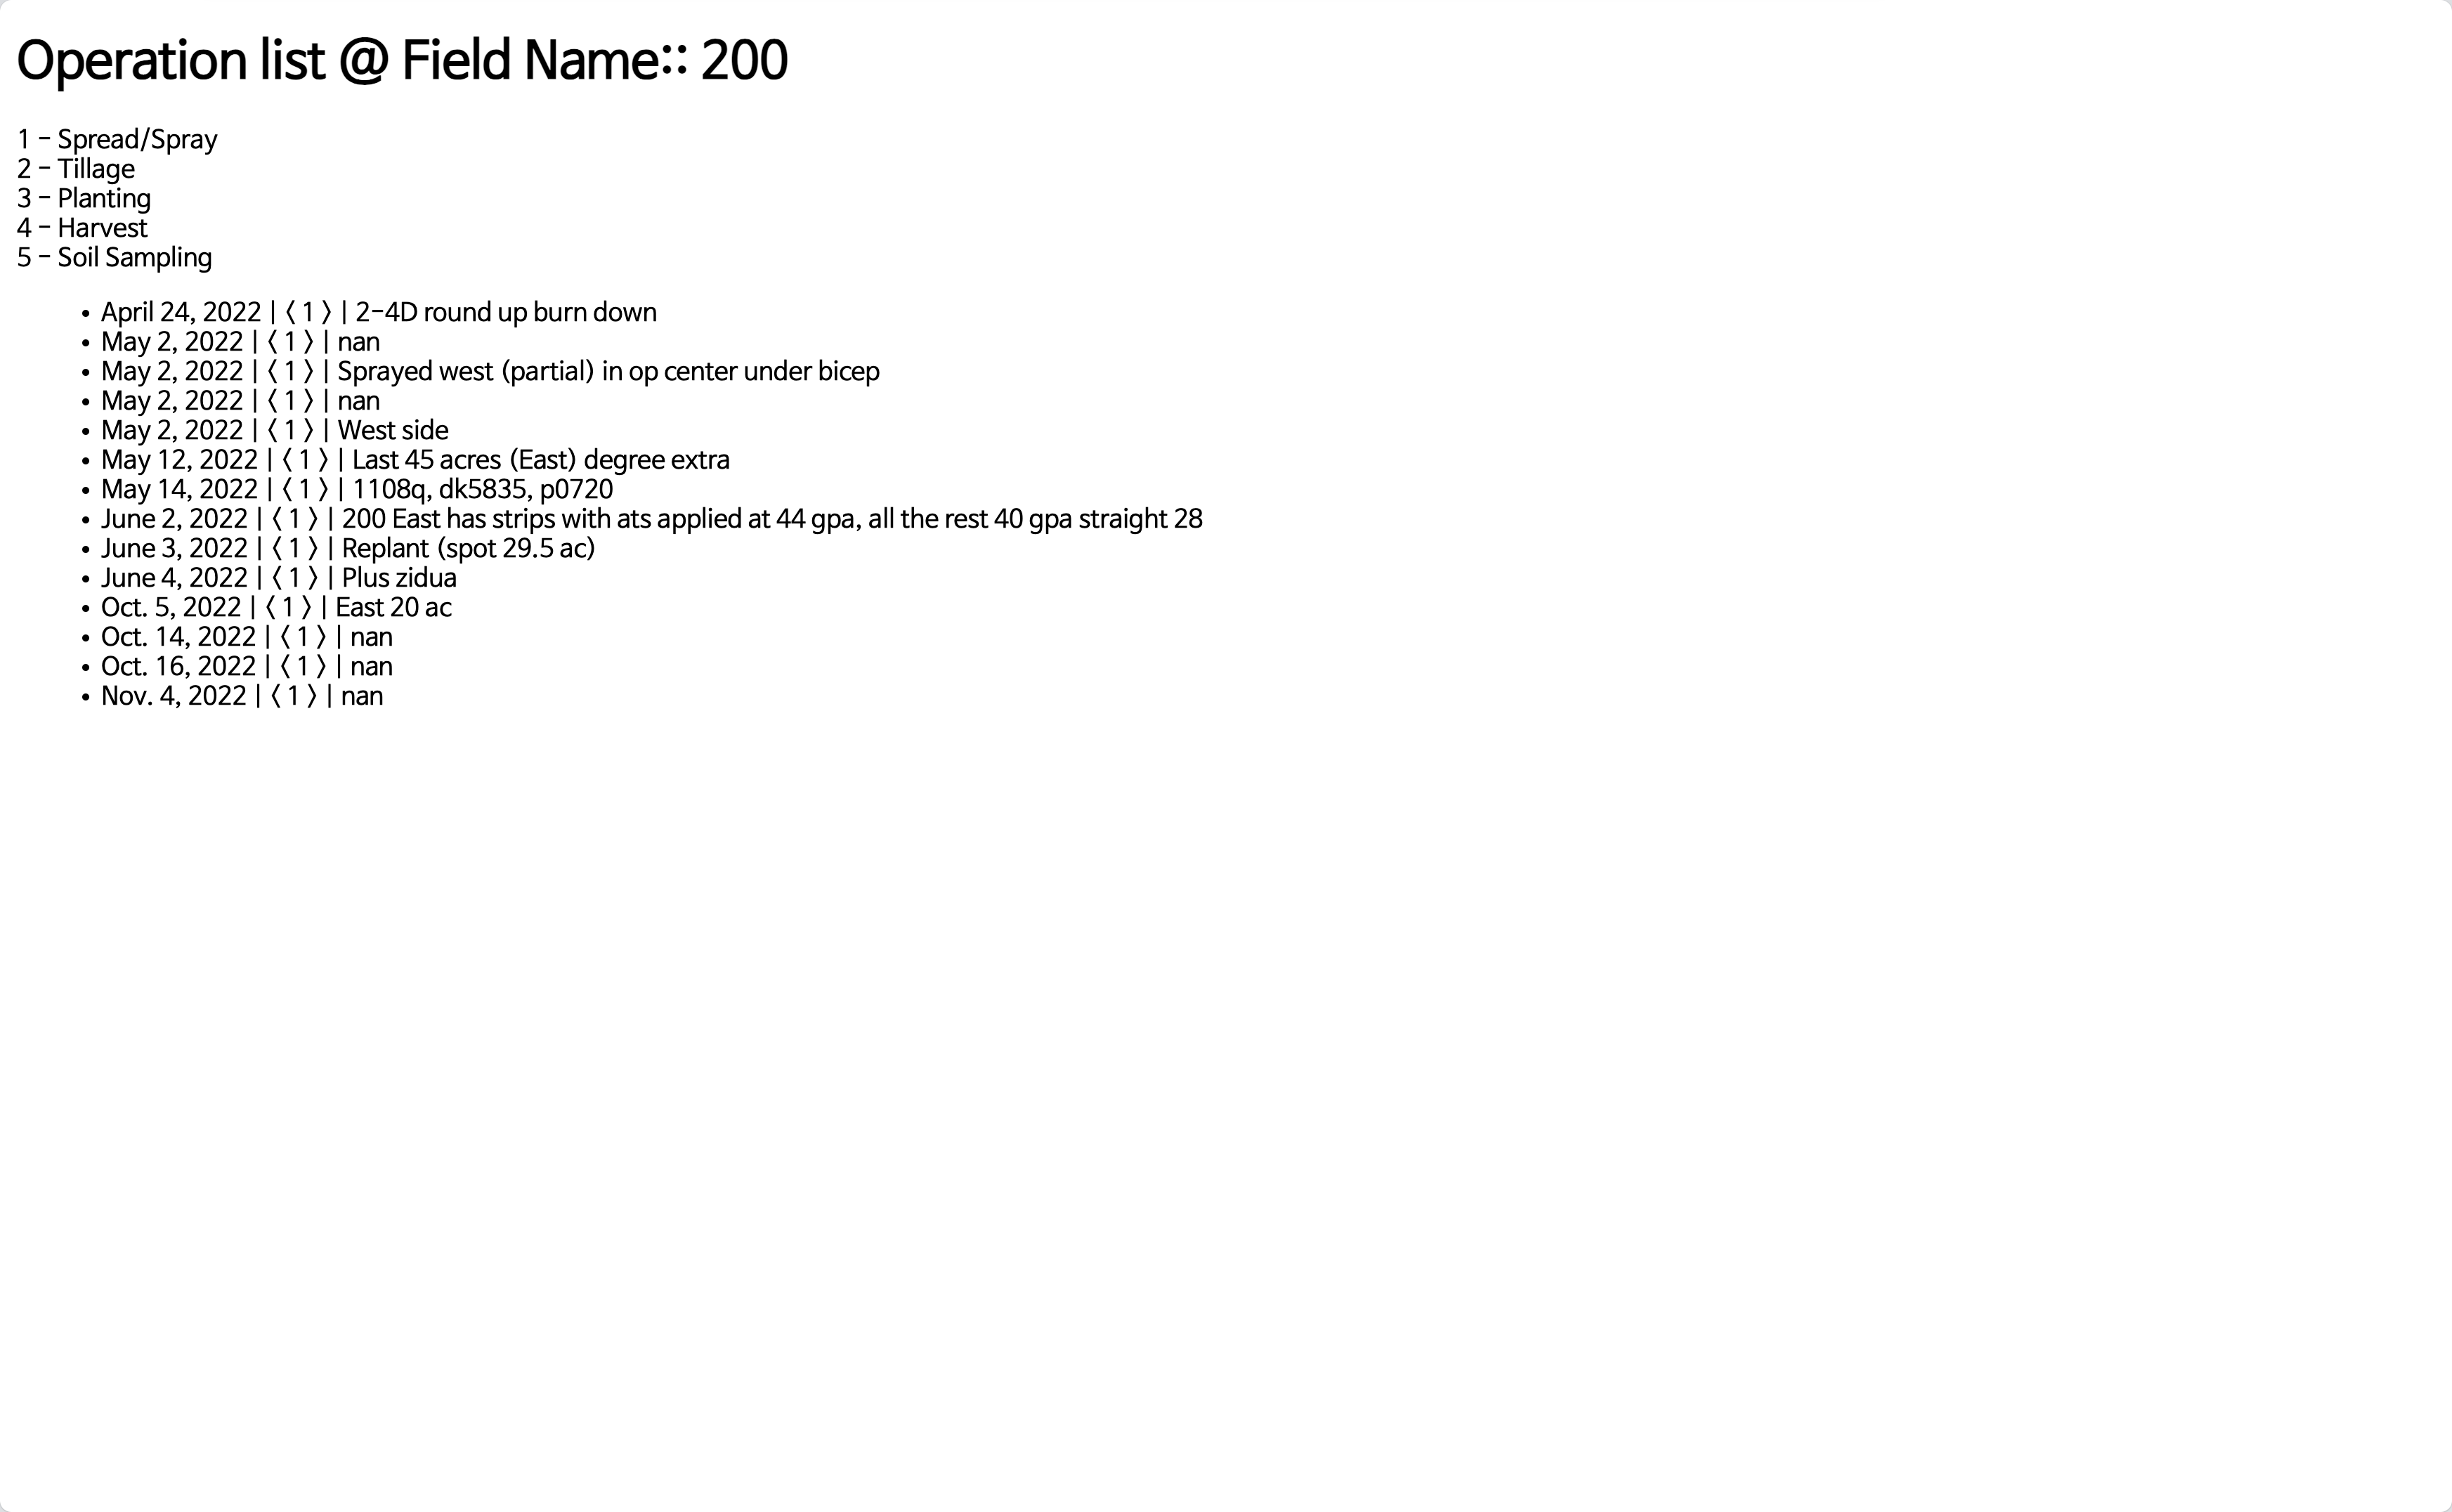 Operation list @ Field Name:: 200
1 - Spread/Spray
2 - Tillage
3 - Planting
4 - Harvest
5 - Soil Sampling
• April 24, 2022 | 〈 1 〉 | 2-4D round up burn down
• May 2, 2022 | 〈 1 〉 | nan
• May 2, 2022 | 〈 1 〉 | Sprayed west (partial) in op center under bicep
• May 2, 2022 | 〈 1 〉 | nan
• May 2, 2022 | 〈 1 〉 | West side
• May 12, 2022 | 〈 1 〉 | Last 45 acres (East) degree extra
• May 14, 2022 | 〈 1 〉 | 1108q, dk5835, p0720
• June 2, 2022 | 〈 1 〉 | 200 East has strips with ats applied at 44 gpa, all the rest 40 gpa straight 28
• June 3, 2022 | 〈 1 〉 | Replant (spot 29.5 ac)
• June 4, 2022 | 〈 1 〉 | Plus zidua
• Oct. 5, 2022 | 〈 1 〉 | East 20 ac
• Oct. 14, 2022 | 〈 1 〉 | nan
• Oct. 16, 2022 | 〈 1 〉 | nan
• Nov. 4, 2022 | 〈 1 〉 | nan